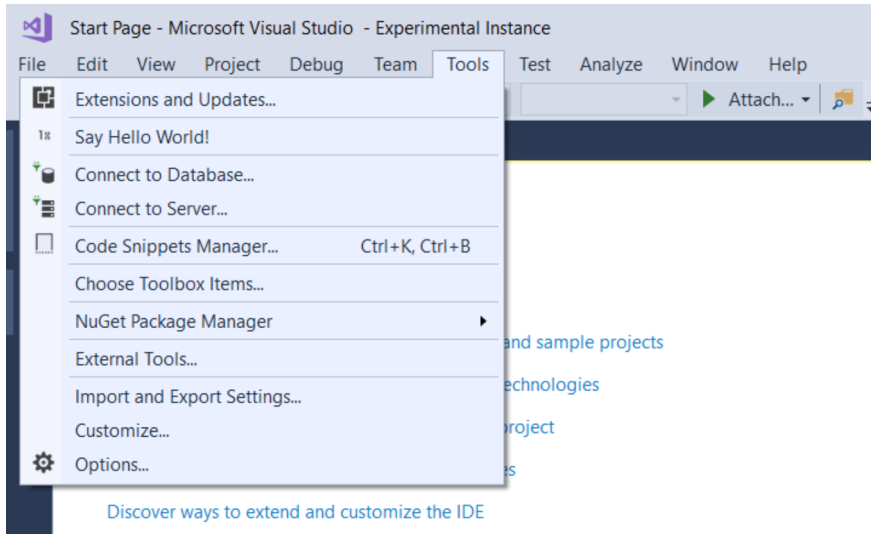 Start Page - Microsoft Visual Studio - Experimental Instance
File Edit View Project Debug Team Tools Test Analyze Window Help
Extensions and Updates... Attach...
Say Hello World!
Connect to Database...
Connect to Server...
Code Snippets Manager... Ctrl+K, Ctrl+B
Choose Toolbox Items...
NuGet Package Manager
and sample projects
External Tools...
echnologies
Import and Export Settings...
project
Customize...
Options...
es
Discover ways to extend and customize the IDE